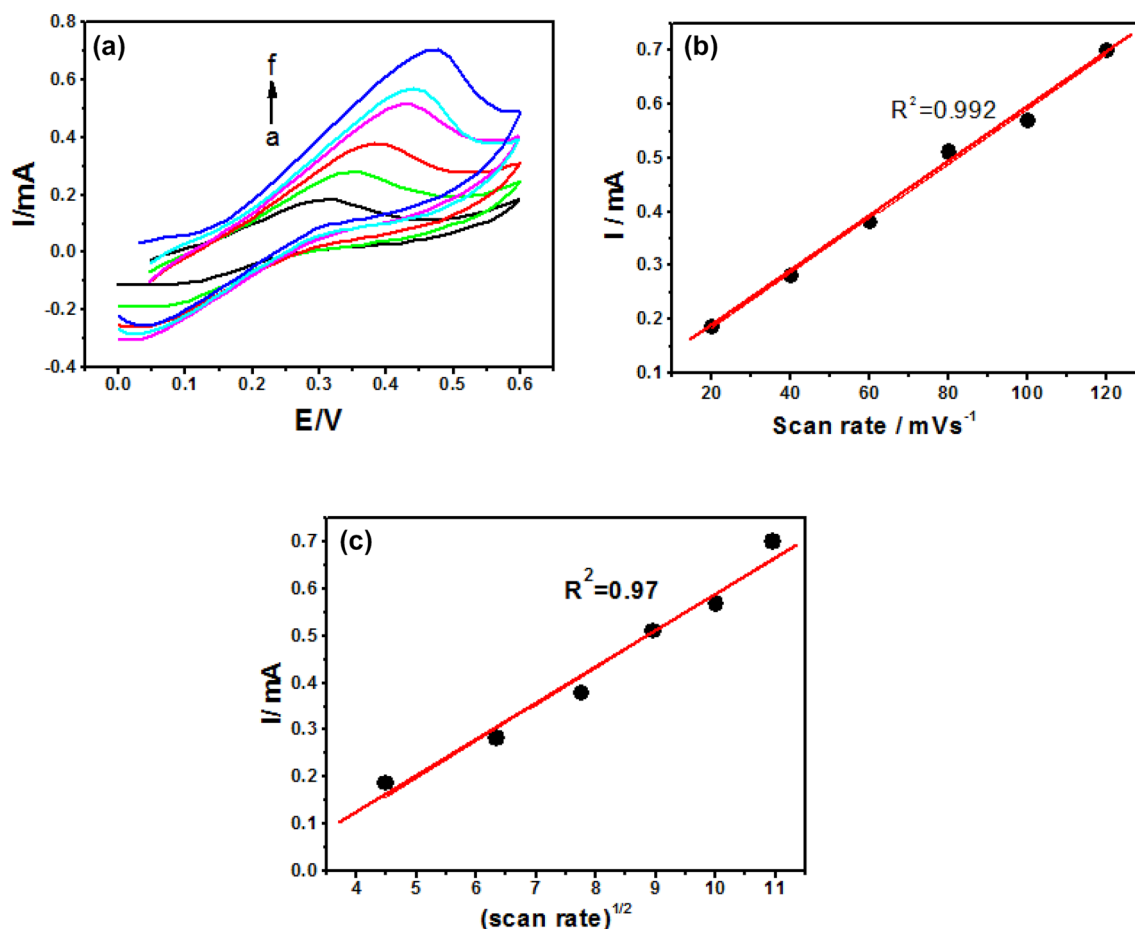 (a)
f
a
0.8
0.6
0.4
0.2
0.0
-0.2
-0.4
I/mA
0.0 0.1 0.2 0.3 0.4 0.5 0.6
E/V
(b)
R²=0.992
0.7
0.6
0.5
0.4
0.3
0.2
0.1
I / mA
20 40 60 80 100 120
Scan rate / mVs⁻¹
(c)
R²=0.97
0.7
0.6
0.5
0.4
0.3
0.2
0.1
0.0
I/ mA
4 5 6 7 8 9 10 11
(scan rate)¹/²